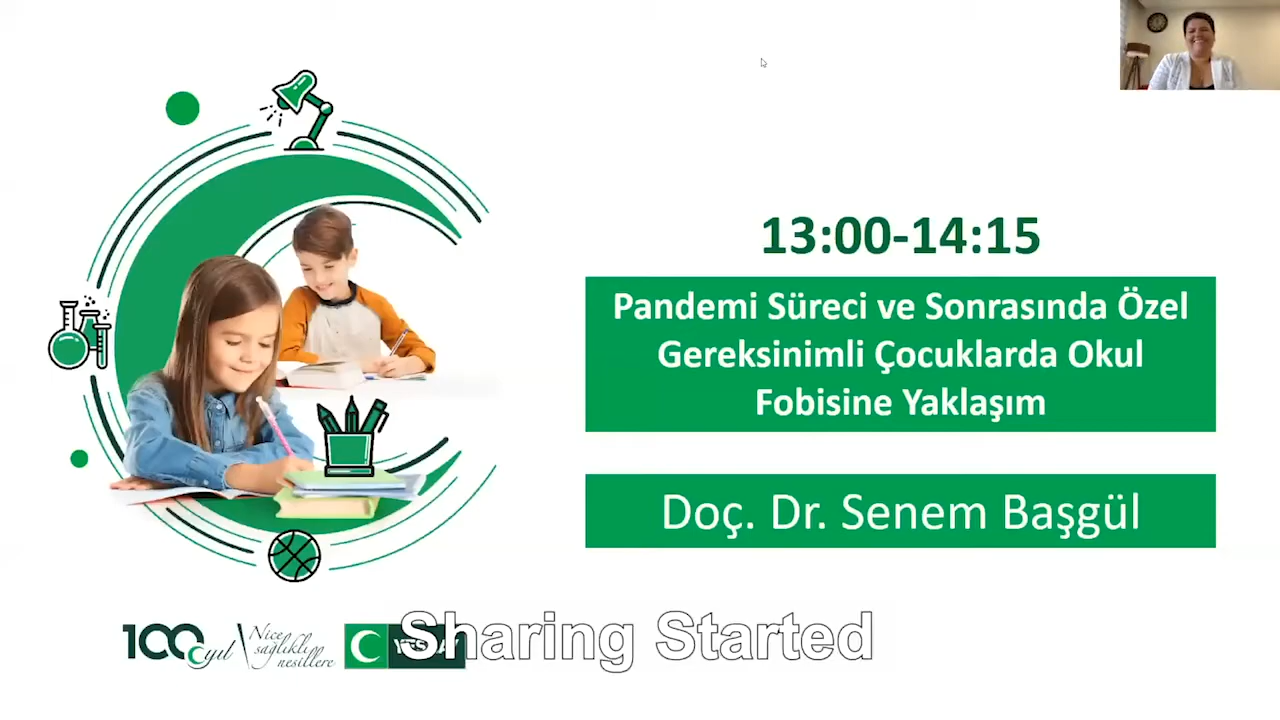 13:00-14:15
Pandemi Süreci ve Sonrasında Özel
Gereksinimli Çocuklarda Okul
Fobisine Yaklaşım
Doç. Dr. Senem Başgül
100.yıl
Nice
sağlıklı
nesillere
Sharing Started